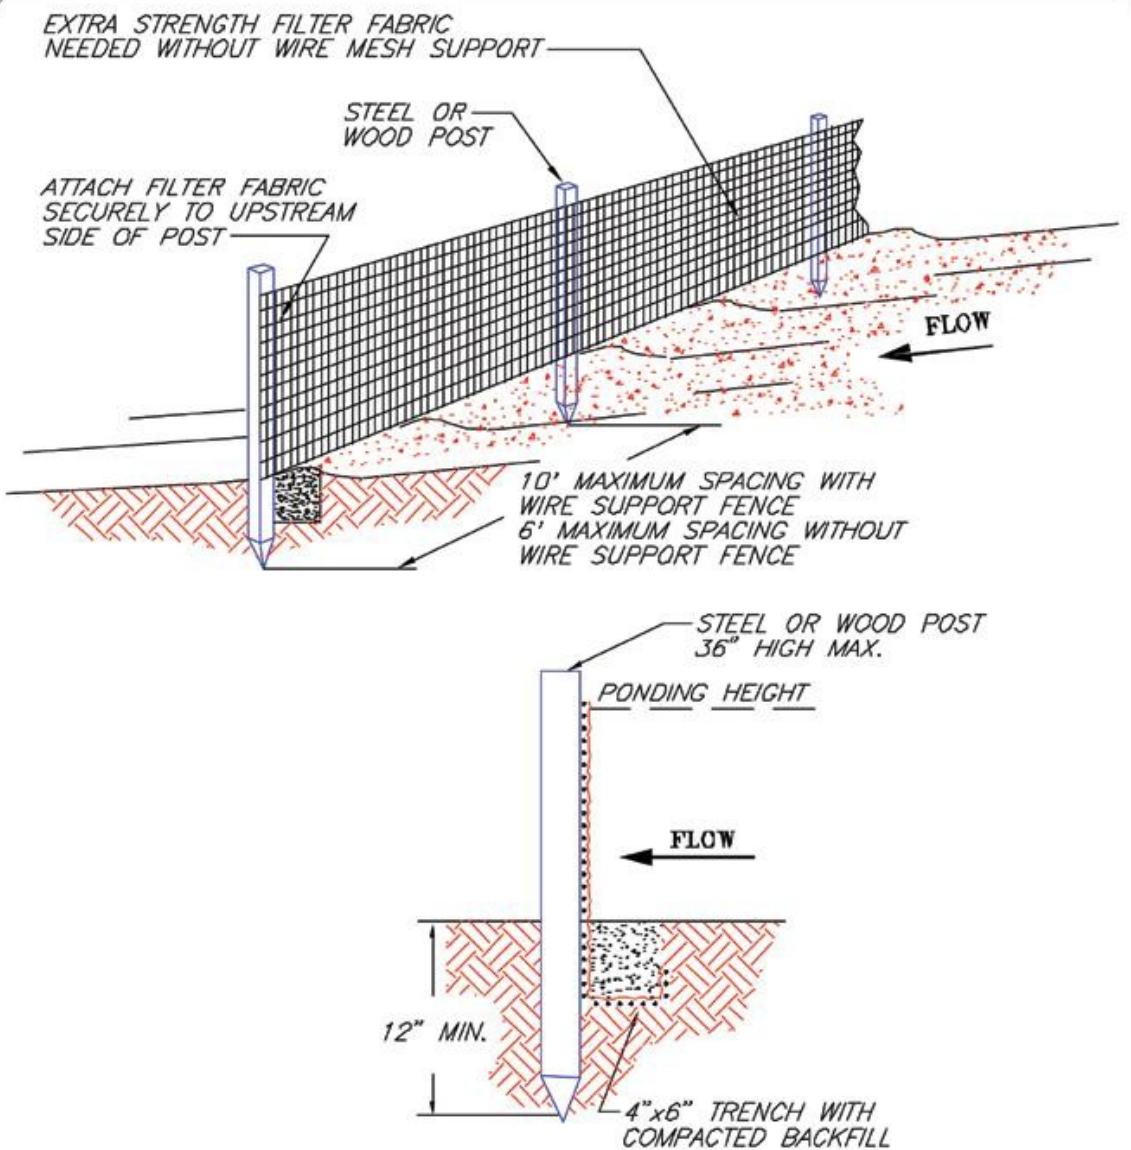 EXTRA STRENGTH FILTER FABRIC
NEEDED WITHOUT WIRE MESH SUPPORT
STEEL OR
WOOD POST
ATTACH FILTER FABRIC
SECURELY TO UPSTREAM
SIDE OF POST
FLOW
10' MAXIMUM SPACING WITH
WIRE SUPPORT FENCE
6' MAXIMUM SPACING WITHOUT
WIRE SUPPORT FENCE
STEEL OR WOOD POST
36" HIGH MAX.
PONDING HEIGHT
FLOW
12" MIN.
4"x6" TRENCH WITH
COMPACTED BACKFILL